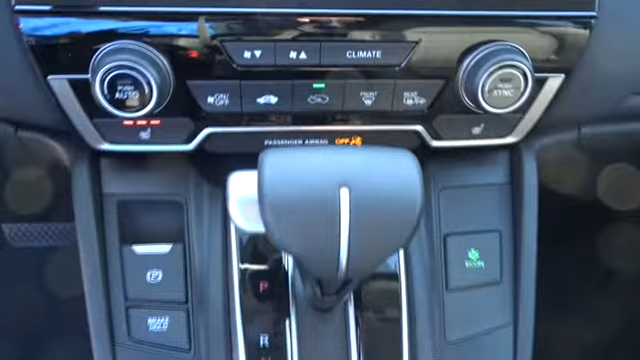 CLIMATE
PUSH
AUTO
ON/
OFF
FRONT
REAR
PUSH
SYNC
PASSENGER AIRBAG OFF
P
BRAKE
HOLD
P
R
N
ECON